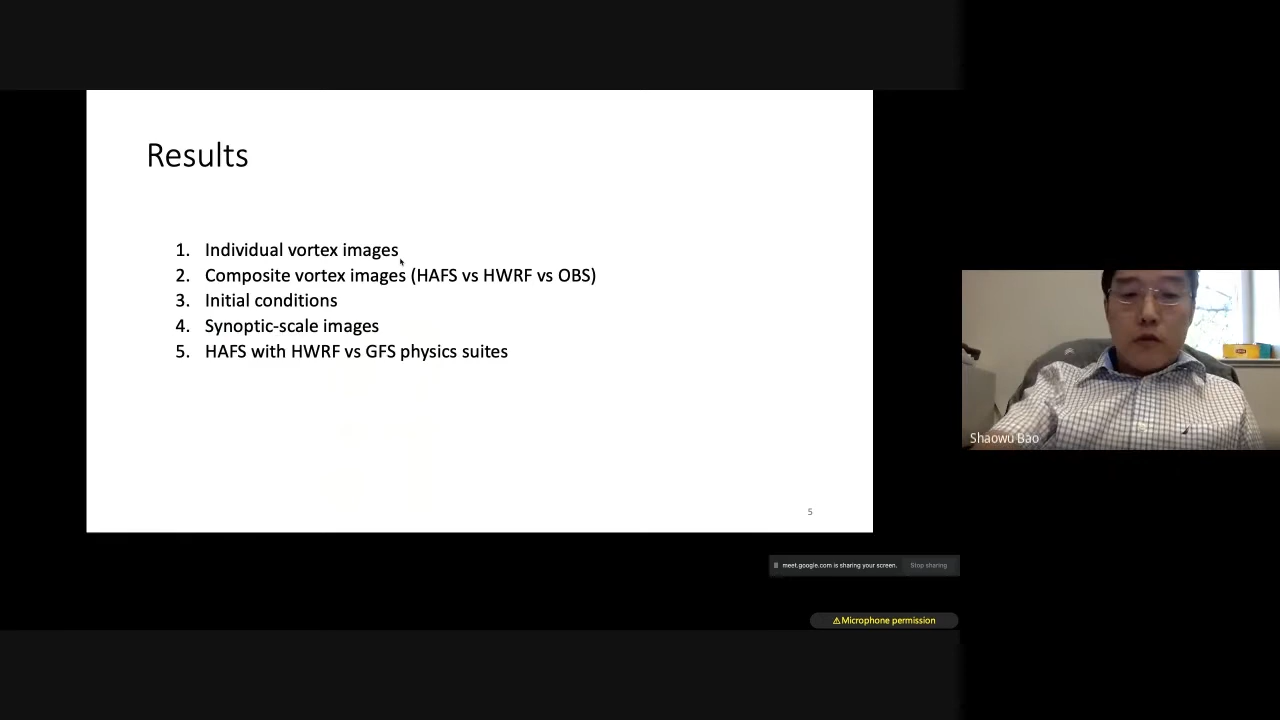 Results
1. Individual vortex images
2. Composite vortex images (HAFS vs HWRF vs OBS)
3. Initial conditions
4. Synoptic-scale images
5. HAFS with HWRF vs GFS physics suites
5
Shaowu Bao
meet.google.com is sharing your screen. Stop sharing
⚠Microphone permission